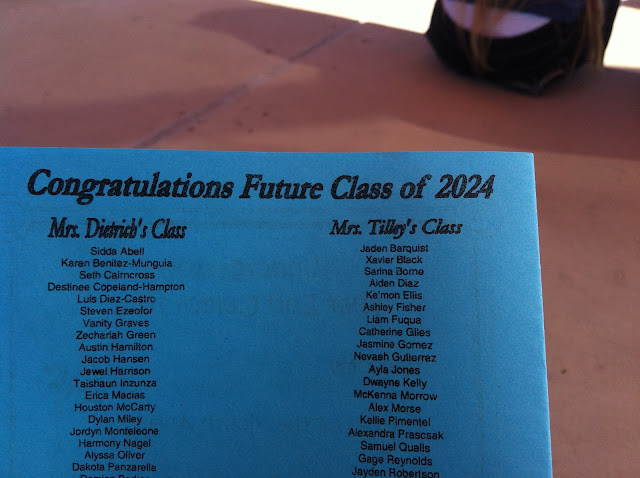 Congratulations Future Class of 2024
Mrs. Dietrich's Class
Sidda Abell
Karen Benitez-Munguia
Seth Cairncross
Destinee Copeland-Hampton
Luis Diaz-Castro
Steven Ezeofor
Vanity Graves
Zechariah Green
Austin Hamilton
Jacob Hansen
Jewel Harrison
Taishaun Inzunza
Erica Macias
Houston McCarty
Dylan Miley
Jordyn Monteleone
Harmony Nagel
Alyssa Oliver
Dakota Panzarella
Mrs. Tilley's Class
Jaden Barquist
Xavier Black
Sarina Borne
Aiden Diaz
Ke'mon Ellis
Ashley Fisher
Liam Fuqua
Catherine Giles
Jasmine Gomez
Nevaeh Gutierrez
Ayla Jones
Dwayne Kelly
McKenna Morrow
Alex Morse
Kellie Pimentel
Alexandra Prascsak
Samuel Qualls
Gage Reynolds
Jayden Robertson